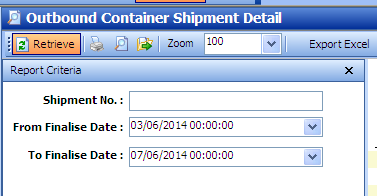 Outbound Container Shipment Detail
Retrieve Zoom 100 Export Excel
Report Criteria
Shipment No. :
From Finalise Date : 03/06/2014 00:00:00
To Finalise Date : 07/06/2014 00:00:00